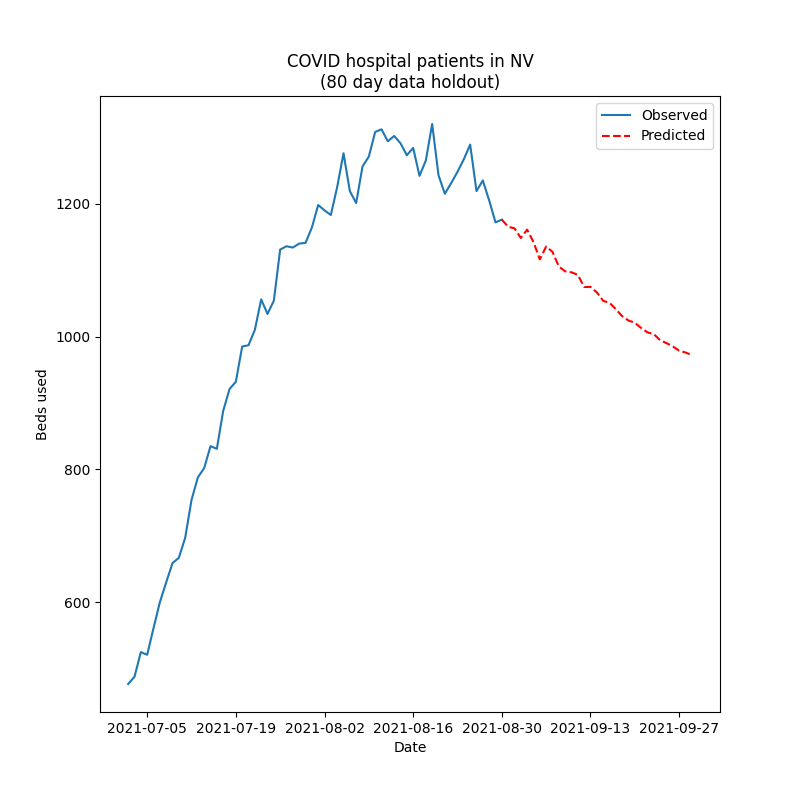 COVID hospital patients in NV
(80 day data holdout)
Observed
Predicted
1200
1000
800
600
Beds used
2021-07-05 2021-07-19 2021-08-02 2021-08-16 2021-08-30 2021-09-13 2021-09-27
Date